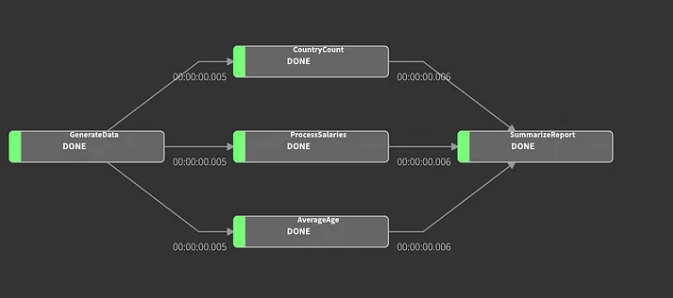 CountryCount
DONE
00:00:00.005
00:00:00.006
GenerateData
DONE
ProcessSalaries
DONE
SummarizeReport
DONE
00:00:00.005
00:00:00.006
AverageAge
DONE
00:00:00.005
00:00:00.006